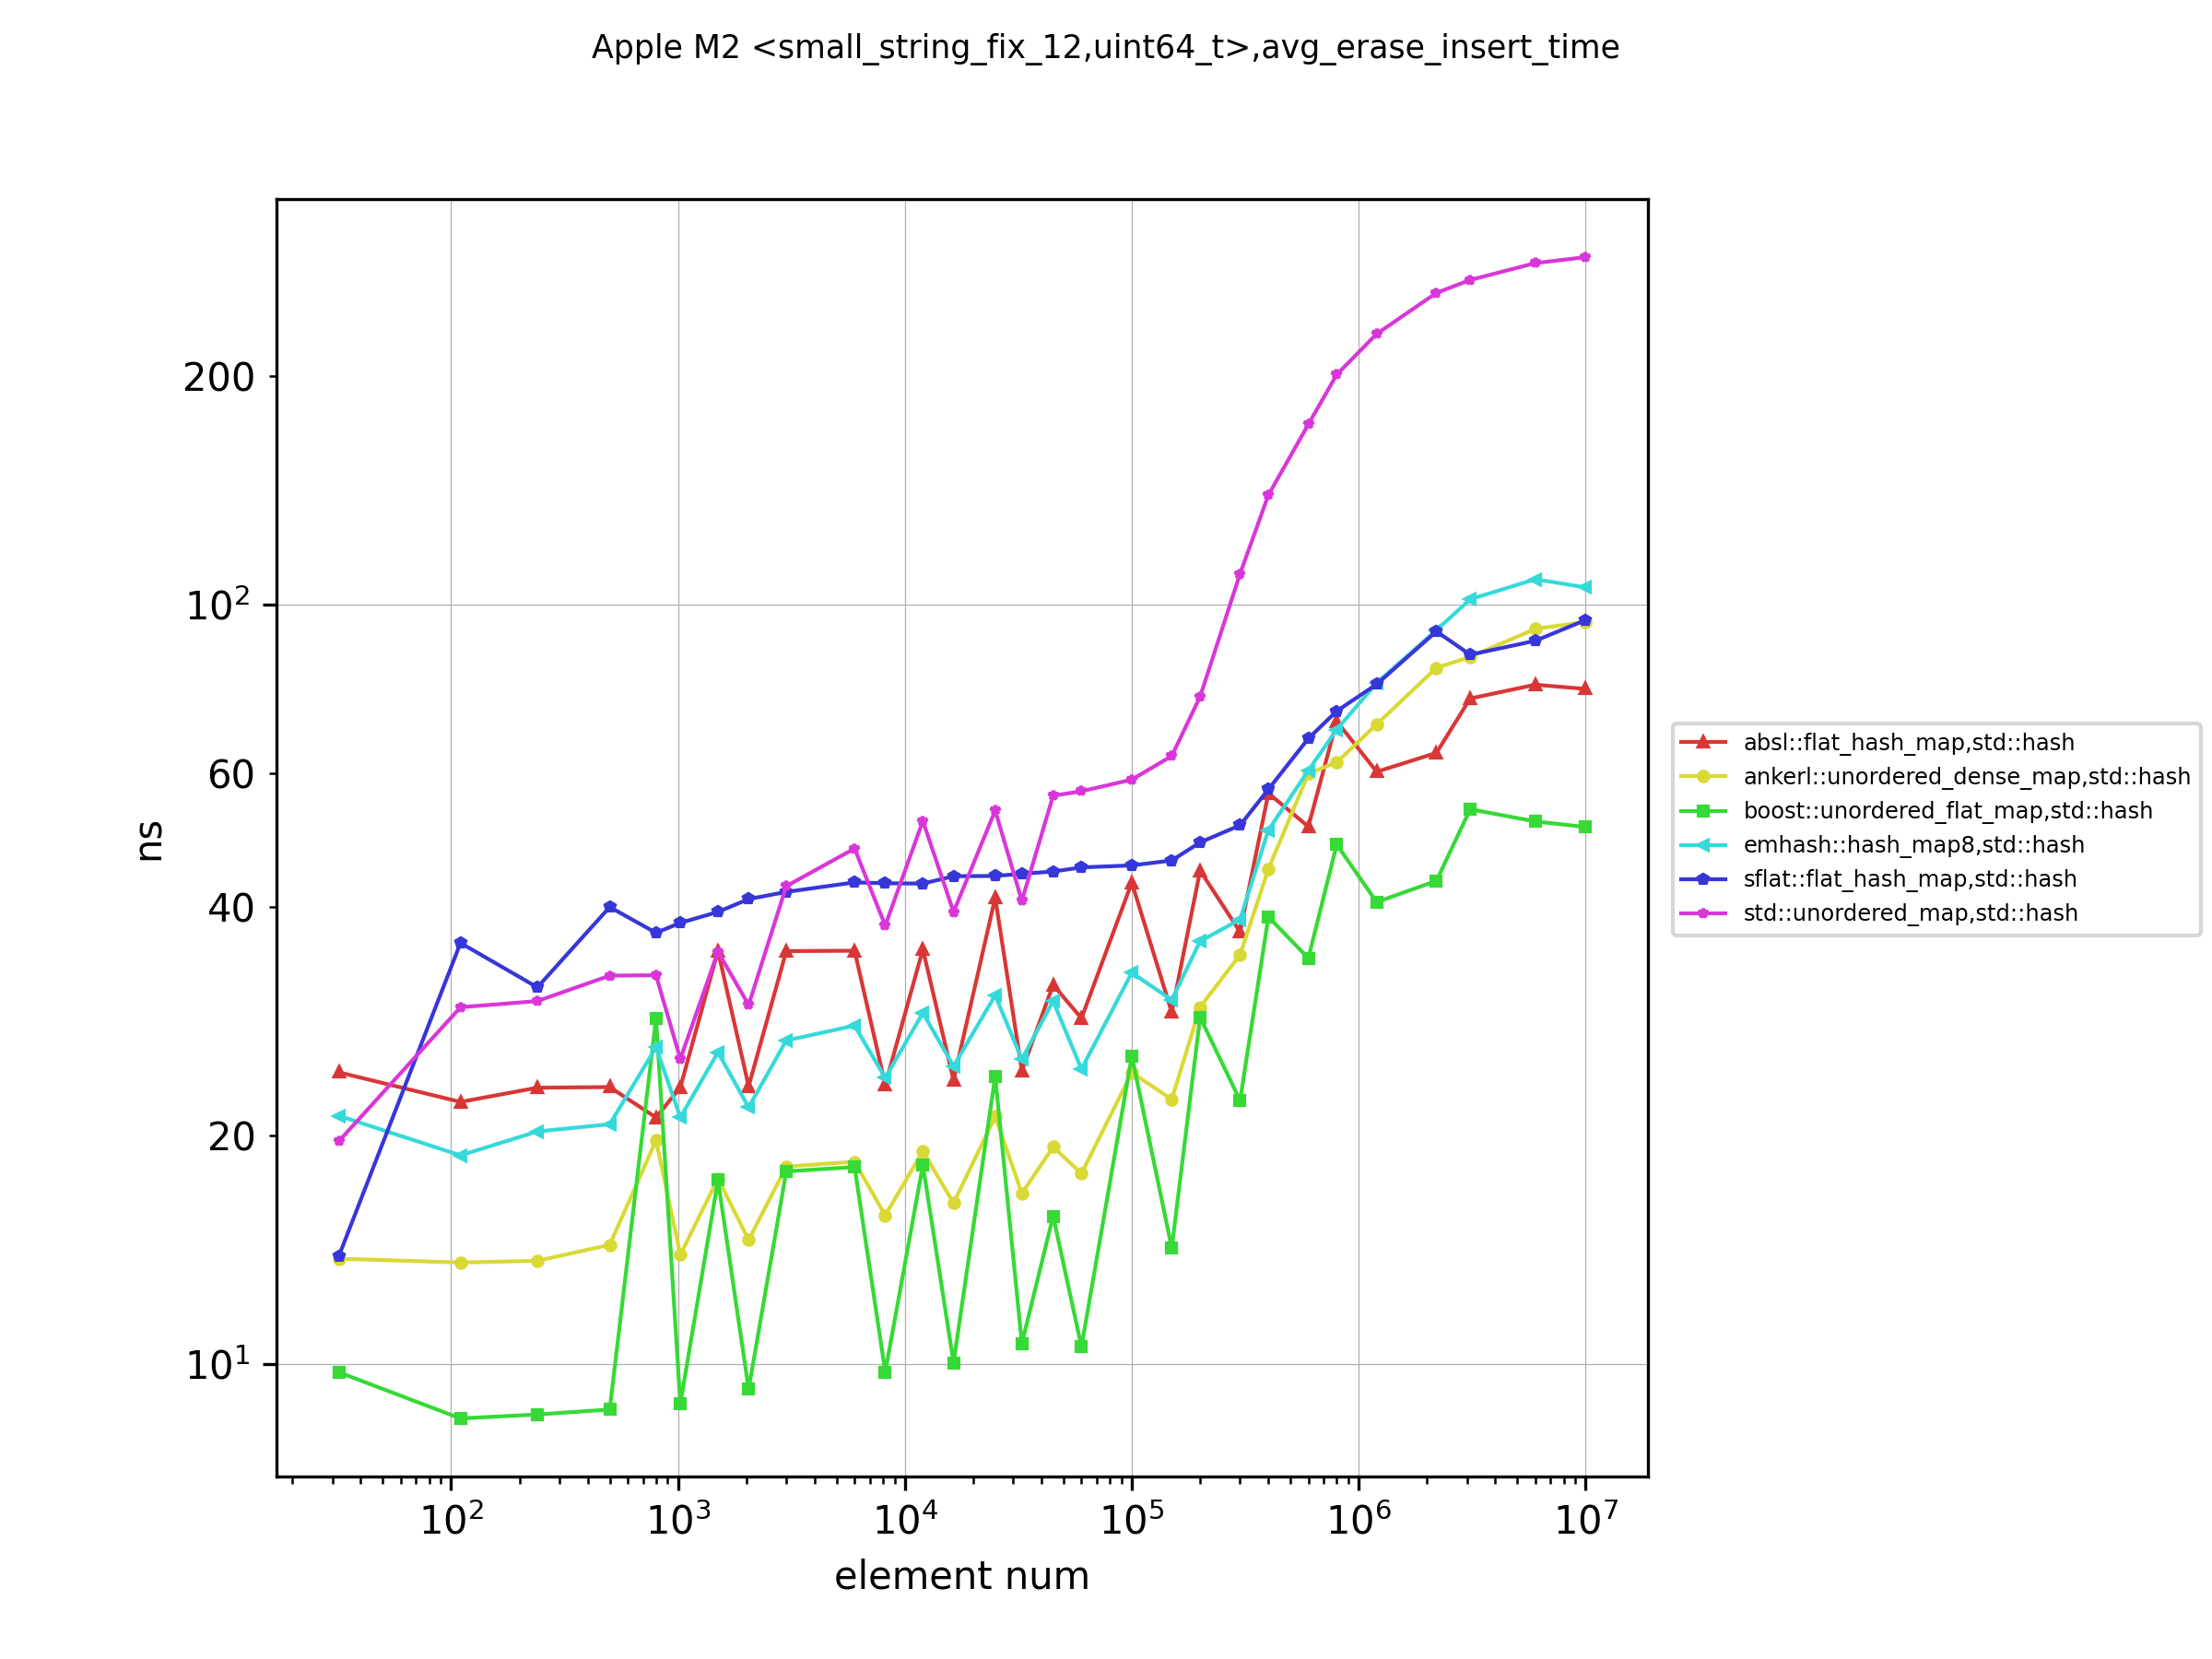 Apple M2 <small_string_fix_12,uint64_t>,avg_erase_insert_time
ns
200
10²
60
40
20
10¹
10² 10³ 10⁴ 10⁵ 10⁶ 10⁷
element num
absl::flat_hash_map,std::hash
ankerl::unordered_dense_map,std::hash
boost::unordered_flat_map,std::hash
emhash::hash_map8,std::hash
sflat::flat_hash_map,std::hash
std::unordered_map,std::hash